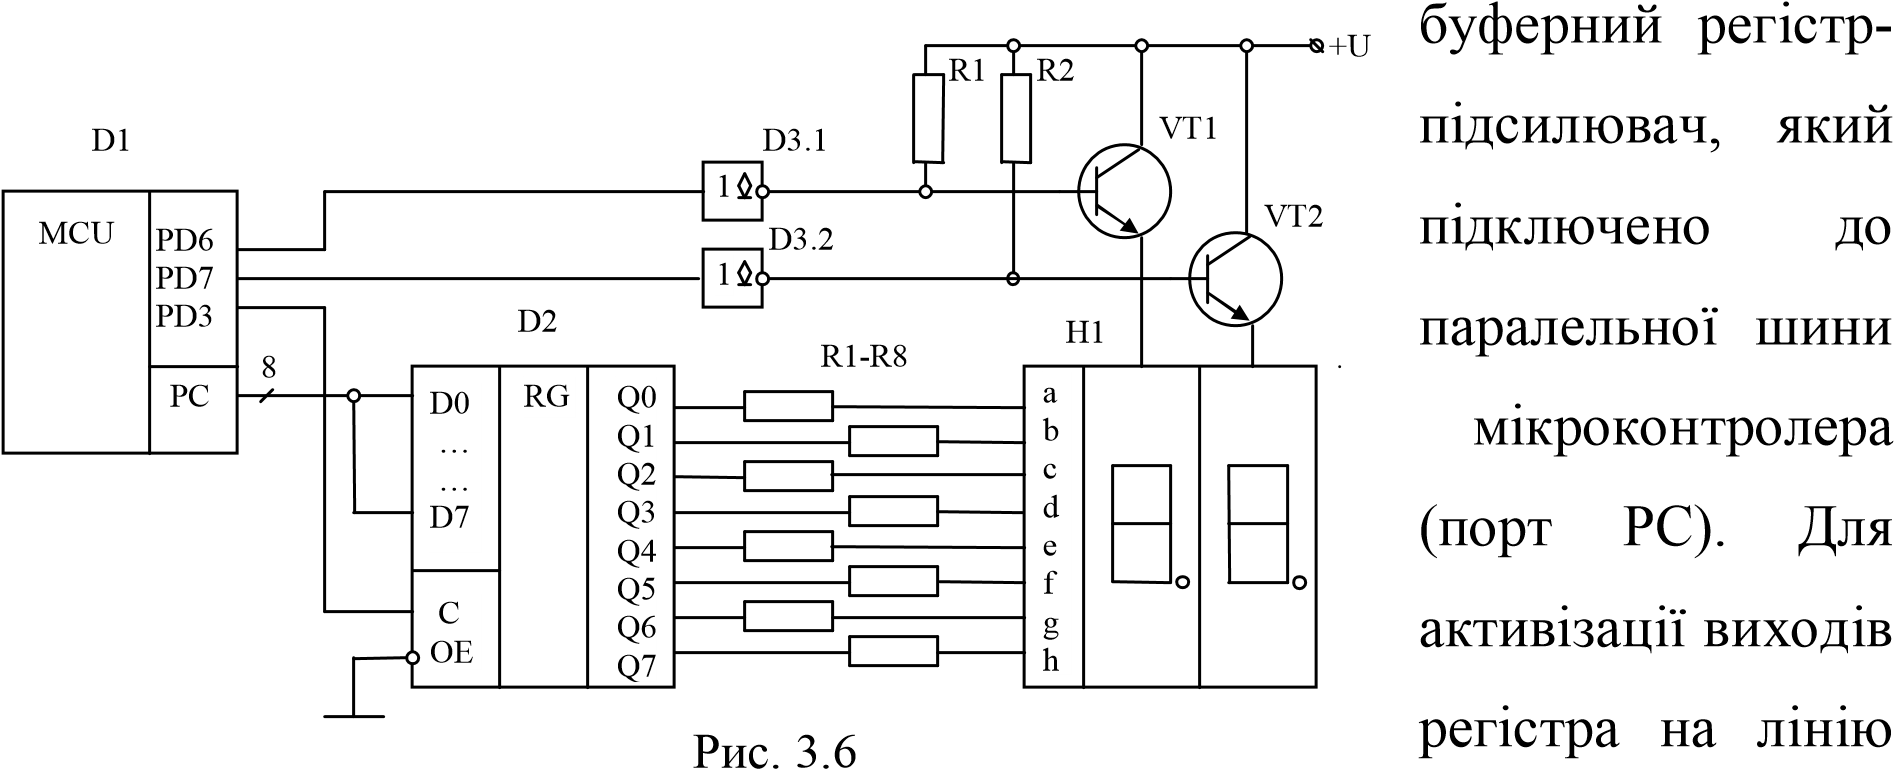 буферний регістр-
підсилювач, який
підключено до
паралельної шини
мікроконтролера
(порт PC). Для
активізації виходів
регістра на лінію
+U
R1 R2
VT1
D1
D3.1
1
MCU
PD6
PD7
PD3
PC
8
VT2
D3.2
1
D2
H1
R1-R8
D0
...
...
D7
C
OE
RG
Q0
Q1
Q2
Q3
Q4
Q5
Q6
Q7
a
b
c
d
e
f
g
h
Рис. 3.6